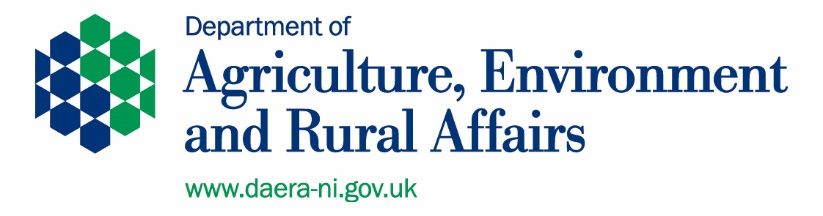 Department of
Agriculture, Environment
and Rural Affairs
www.daera-ni.gov.uk